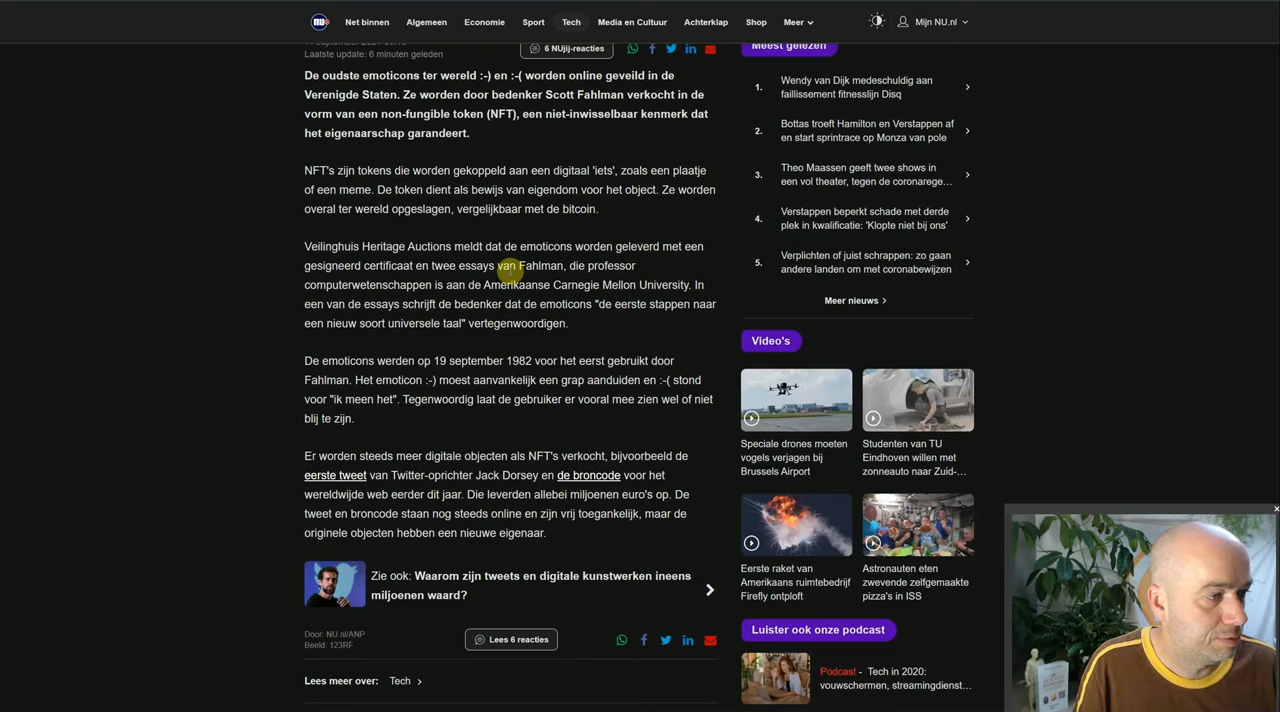 NU
Net binnen
Algemeen
Economie
Sport
Tech
Media en Cultuur
Achterklap
Shop
Meer
Mijn NU.nl
Laatste update: 6 minuten geleden
6 NUjij-reacties
De oudste emoticons ter wereld :-) en :-( worden online geveild in de
Verenigde Staten. Ze worden door bedenker Scott Fahlman verkocht in de
vorm van een non-fungible token (NFT), een niet-inwisselbaar kenmerk dat
het eigenaarschap garandeert.
NFT's zijn tokens die worden gekoppeld aan een digitaal 'iets', zoals een plaatje
of een meme. De token dient als bewijs van eigendom voor het object. Ze worden
overal ter wereld opgeslagen, vergelijkbaar met de bitcoin.
Veilinghuis Heritage Auctions meldt dat de emoticons worden geleverd met een
gesigneerd certificaat en twee essays van Fahlman, die professor
computerwetenschappen is aan de Amerikaanse Carnegie Mellon University. In
een van de essays schrijft de bedenker dat de emoticons "de eerste stappen naar
een nieuw soort universele taal" vertegenwoordigen.
De emoticons werden op 19 september 1982 voor het eerst gebruikt door
Fahlman. Het emoticon :-) moest aanvankelijk een grap aanduiden en :-( stond
voor "ik meen het". Tegenwoordig laat de gebruiker er vooral mee zien wel of niet
blij te zijn.
Er worden steeds meer digitale objecten als NFT's verkocht, bijvoorbeeld de
eerste tweet van Twitter-oprichter Jack Dorsey en de broncode voor het
wereldwijde web eerder dit jaar. Die leverden allebei miljoenen euro's op. De
tweet en broncode staan nog steeds online en zijn vrij toegankelijk, maar de
originele objecten hebben een nieuwe eigenaar.
Zie ook: Waarom zijn tweets en digitale kunstwerken ineens
miljoenen waard?
Door: NU.nl/ANP
Beeld: 123RF
Lees 6 reacties
Lees meer over:
Tech
Meest gelezen
1. Wendy van Dijk medeschuldig aan
faillissement fitnesslijn Disq
2. Bottas troeft Hamilton en Verstappen af
en start sprintrace op Monza van pole
3. Theo Maassen geeft twee shows in
een vol theater, tegen de coronarege…
4. Verstappen beperkt schade met derde
plek in kwalificatie: 'Klopte niet bij ons'
5. Verplichten of juist schrappen: zo gaan
andere landen om met coronabewijzen
Meer nieuws
Video's
Speciale drones moeten
vogels verjagen bij
Brussels Airport
Studenten van TU
Eindhoven willen met
zonneauto naar Zuid-…
Eerste raket van
Amerikaans ruimtebedrijf
Firefly ontploft
Astronauten eten
zwevende zelfgemaakte
pizza's in ISS
Luister ook onze podcast
Podcast - Tech in 2020:
vouwschermen, streamingdienst…